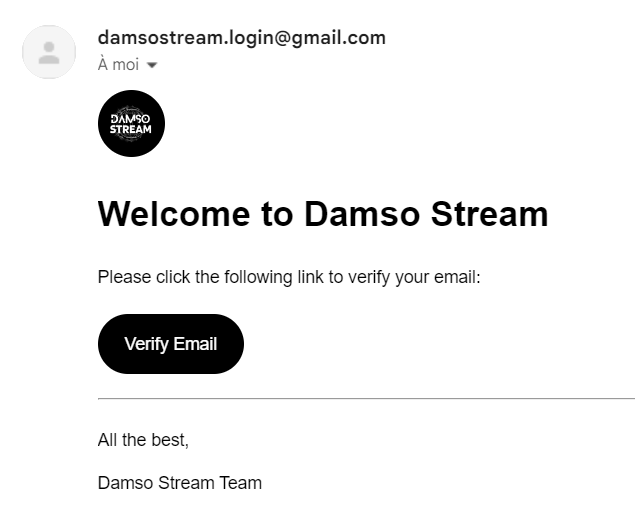 damsostream.login@gmail.com
À moi
DAMSO
STREAM
Welcome to Damso Stream
Please click the following link to verify your email:
Verify Email
All the best,
Damso Stream Team